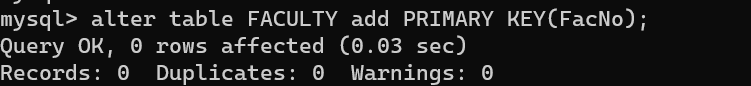 mysql> alter table FACULTY add PRIMARY KEY(FacNo);
Query OK, 0 rows affected (0.03 sec)
Records: 0  Duplicates: 0  Warnings: 0